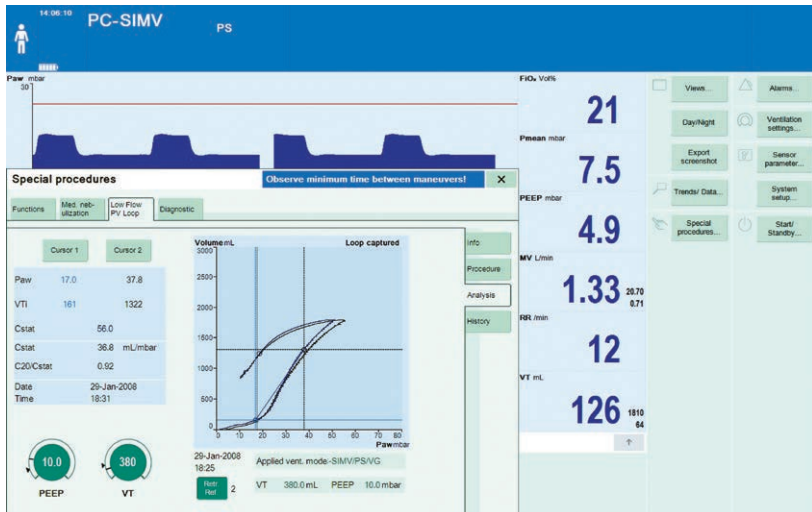 14:06:10
PC-SIMV
PS
Paw mbar
FiO₂ Vol%
21
Pmean mbar
7.5
PEEP mbar
4.9
MV L/min
1.33 20.70
0.71
RR /min
12
VT mL
126 1810
64
Views...
Alarms...
Day/Night
Ventilation
settings...
Export
screenshot
Sensor
parameter...
Trends/ Data...
System
setup...
Special
procedures...
Start/
Standby...
Special procedures
Observe minimum time between maneuvers!
X
Functions
Med. neb-
ulization
Low Flow
PV Loop
Diagnostic
Cursor 1
Cursor 2
Paw 17.0 37.8
VTI 161 1322
Cstat 56.0
Cstat 36.8 mL/mbar
C20/Cstat 0.92
Date 29-Jan-2008
Time 18:31
10.0
PEEP
380
VT
Volume mL
Loop captured
3000
2500
2000
1500
1000
500
0
0 10 20 30 40 50 60 70 80
Paw mbar
29-Jan-2008
18:25
2
Applied vent. mode-SIMV/PS/VG
VT 380.0 mL PEEP 10.0 mbar
Info
Procedure
Analysis
History